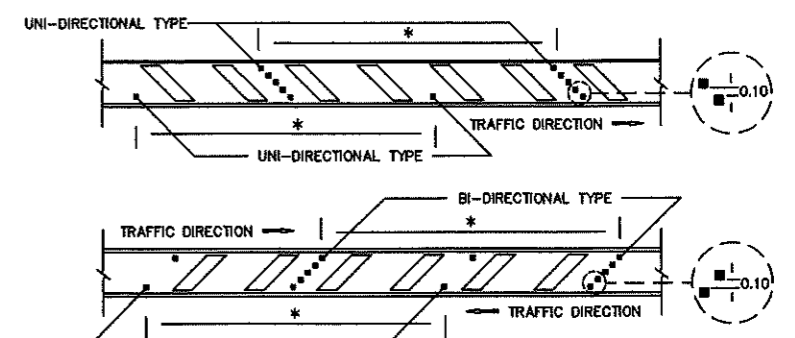 UNI-DIRECTIONAL TYPE
*
0.10
*
TRAFFIC DIRECTION
UNI-DIRECTIONAL TYPE
BI-DIRECTIONAL TYPE
TRAFFIC DIRECTION
*
0.10
*
TRAFFIC DIRECTION